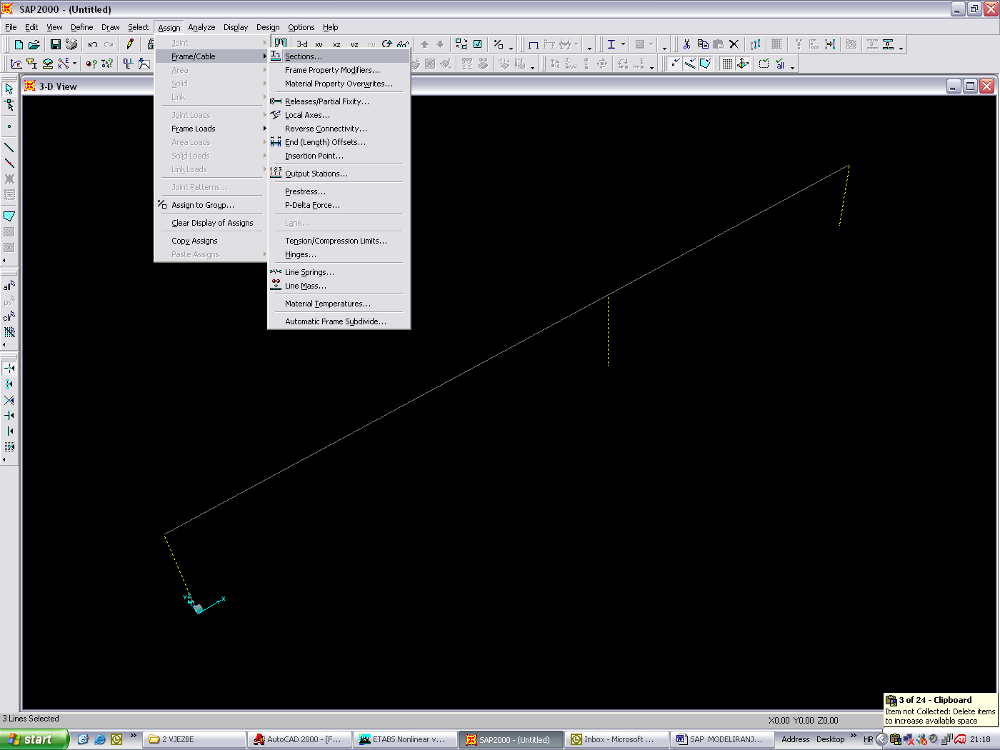 SAP2000 - (Untitled)
File Edit View Define Draw Select Assign Analyze Display Design Options Help
3-d xy xz yz nv
3-D View
Joint
Frame/Cable
Area
Solid
Link
Joint Loads
Frame Loads
Area Loads
Solid Loads
Link Loads
Joint Patterns...
Assign to Group...
Clear Display of Assigns
Copy Assigns
Paste Assigns
Sections...
Frame Property Modifiers...
Material Property Overwrites...
Releases/Partial Fixity...
Local Axes...
Reverse Connectivity...
End (Length) Offsets...
Insertion Point...
Output Stations...
Prestress...
P-Delta Force...
Lane...
Tension/Compression Limits...
Hinges...
Line Springs...
Line Mass...
Material Temperatures...
Automatic Frame Subdivide...
all
ps
clr
all
Y Z X
3 Lines Selected
X0,00 Y0,00 Z0,00
3 of 24 - Clipboard
Item not Collected: Delete items
to increase available space
start
2 VJEZBE
AutoCAD 2000 - [F...
ETABS Nonlinear v...
SAP2000 - (Untitled)
Inbox - Microsoft ...
SAP MODELIRANJ...
Address Desktop
HR
21:18